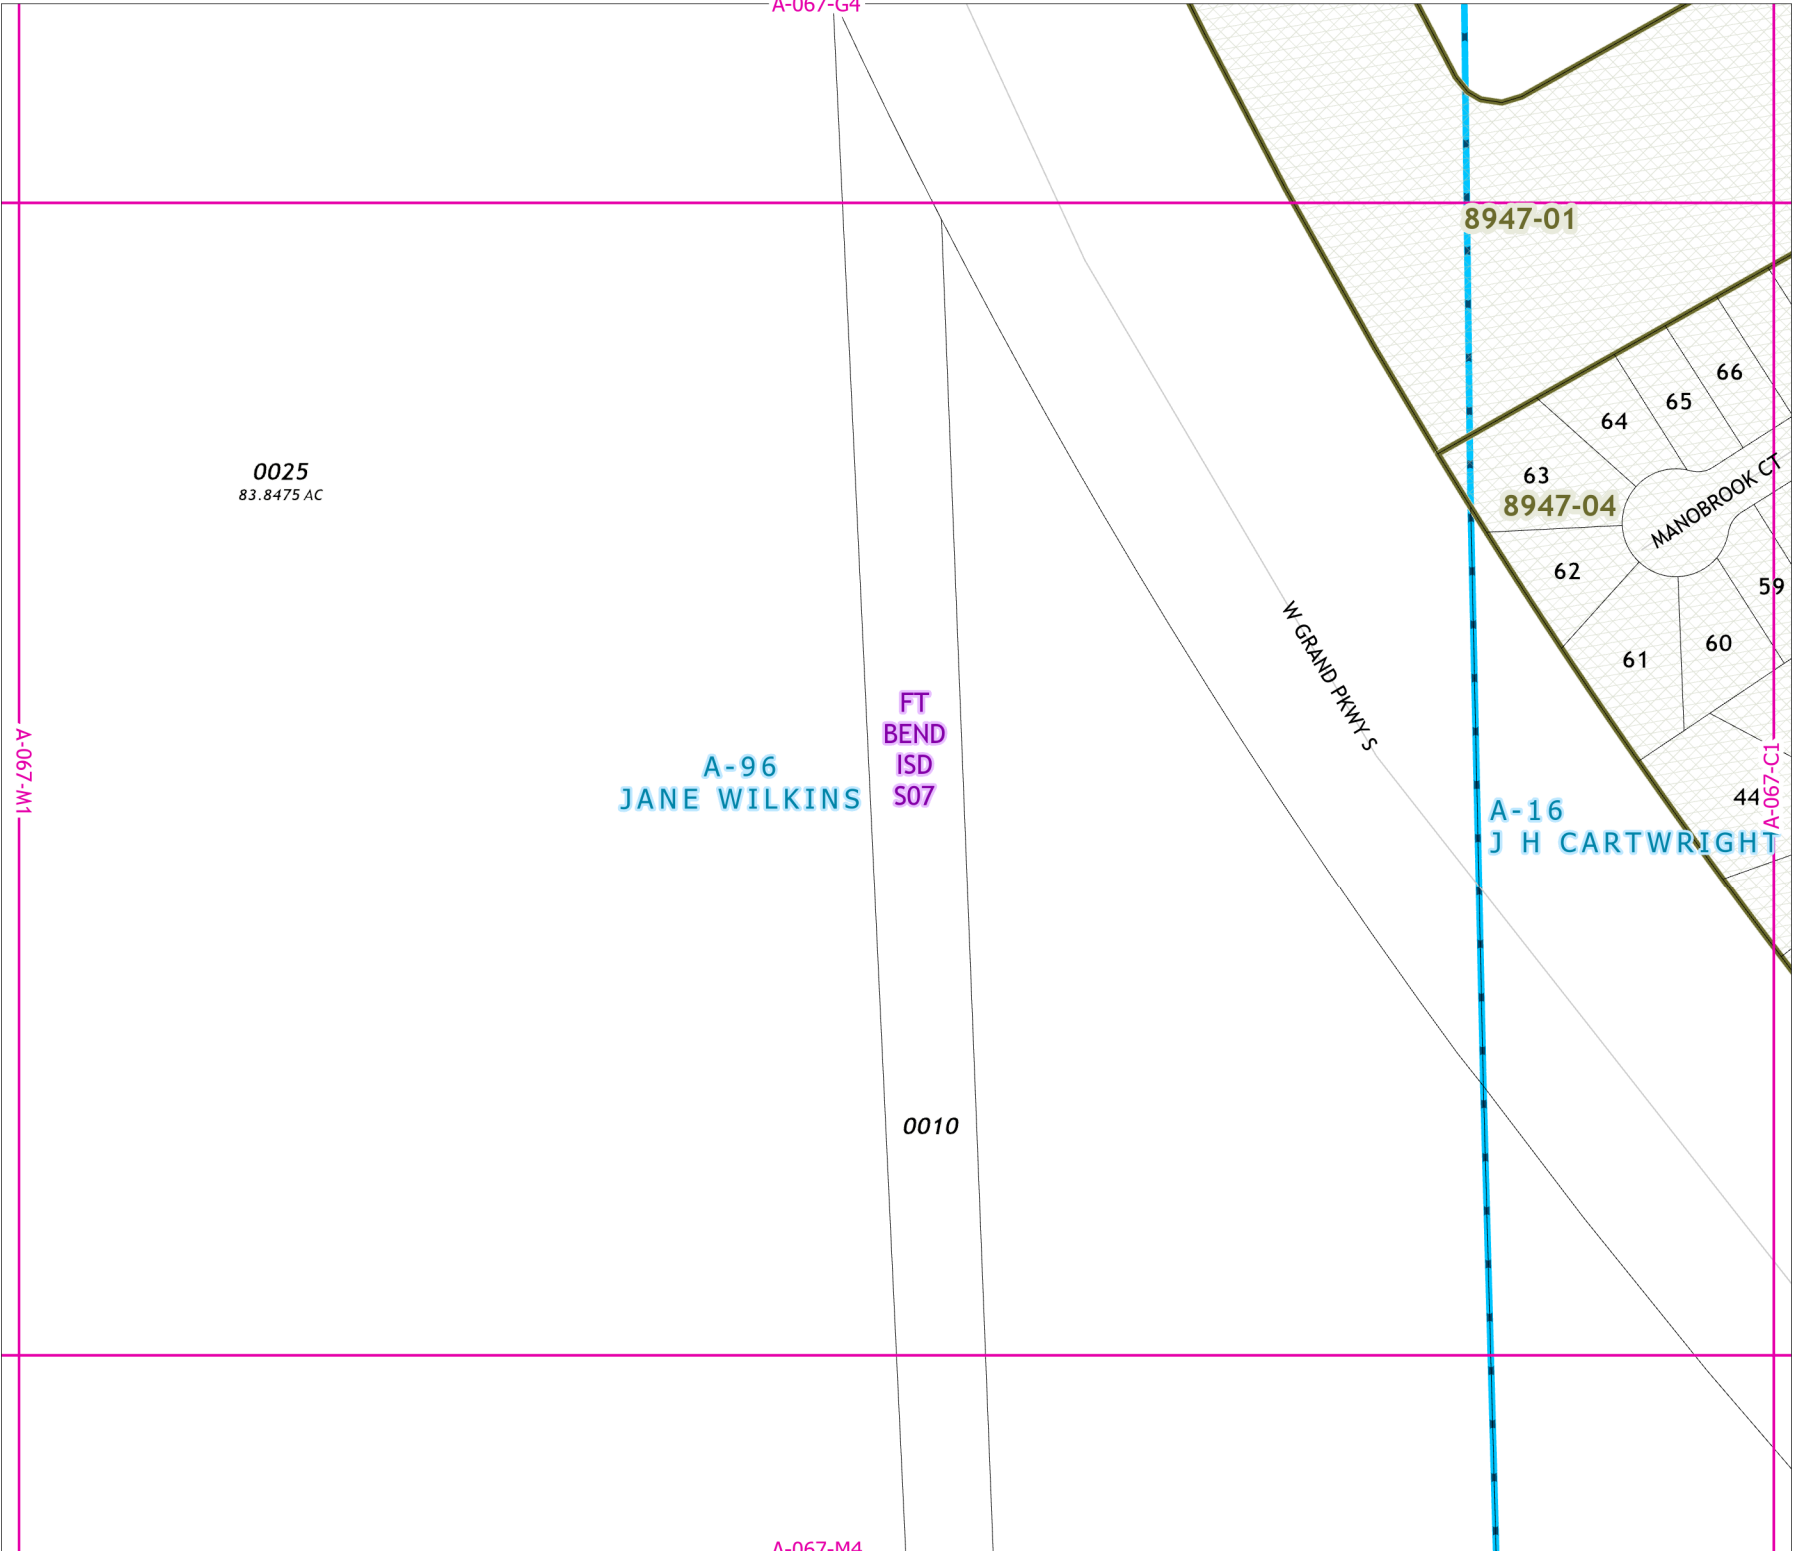 A-067-G4
8947-01
66
65
64
63
8947-04
MANOBROOK CT
62
59
60
61
44
0025
83.8475 AC
W GRAND PKWY S
FT
BEND
ISD
S07
A-96
JANE WILKINS
A-16
J H CARTWRIGHT
A-067-M1
A-067-C1
0010
A-067-M4